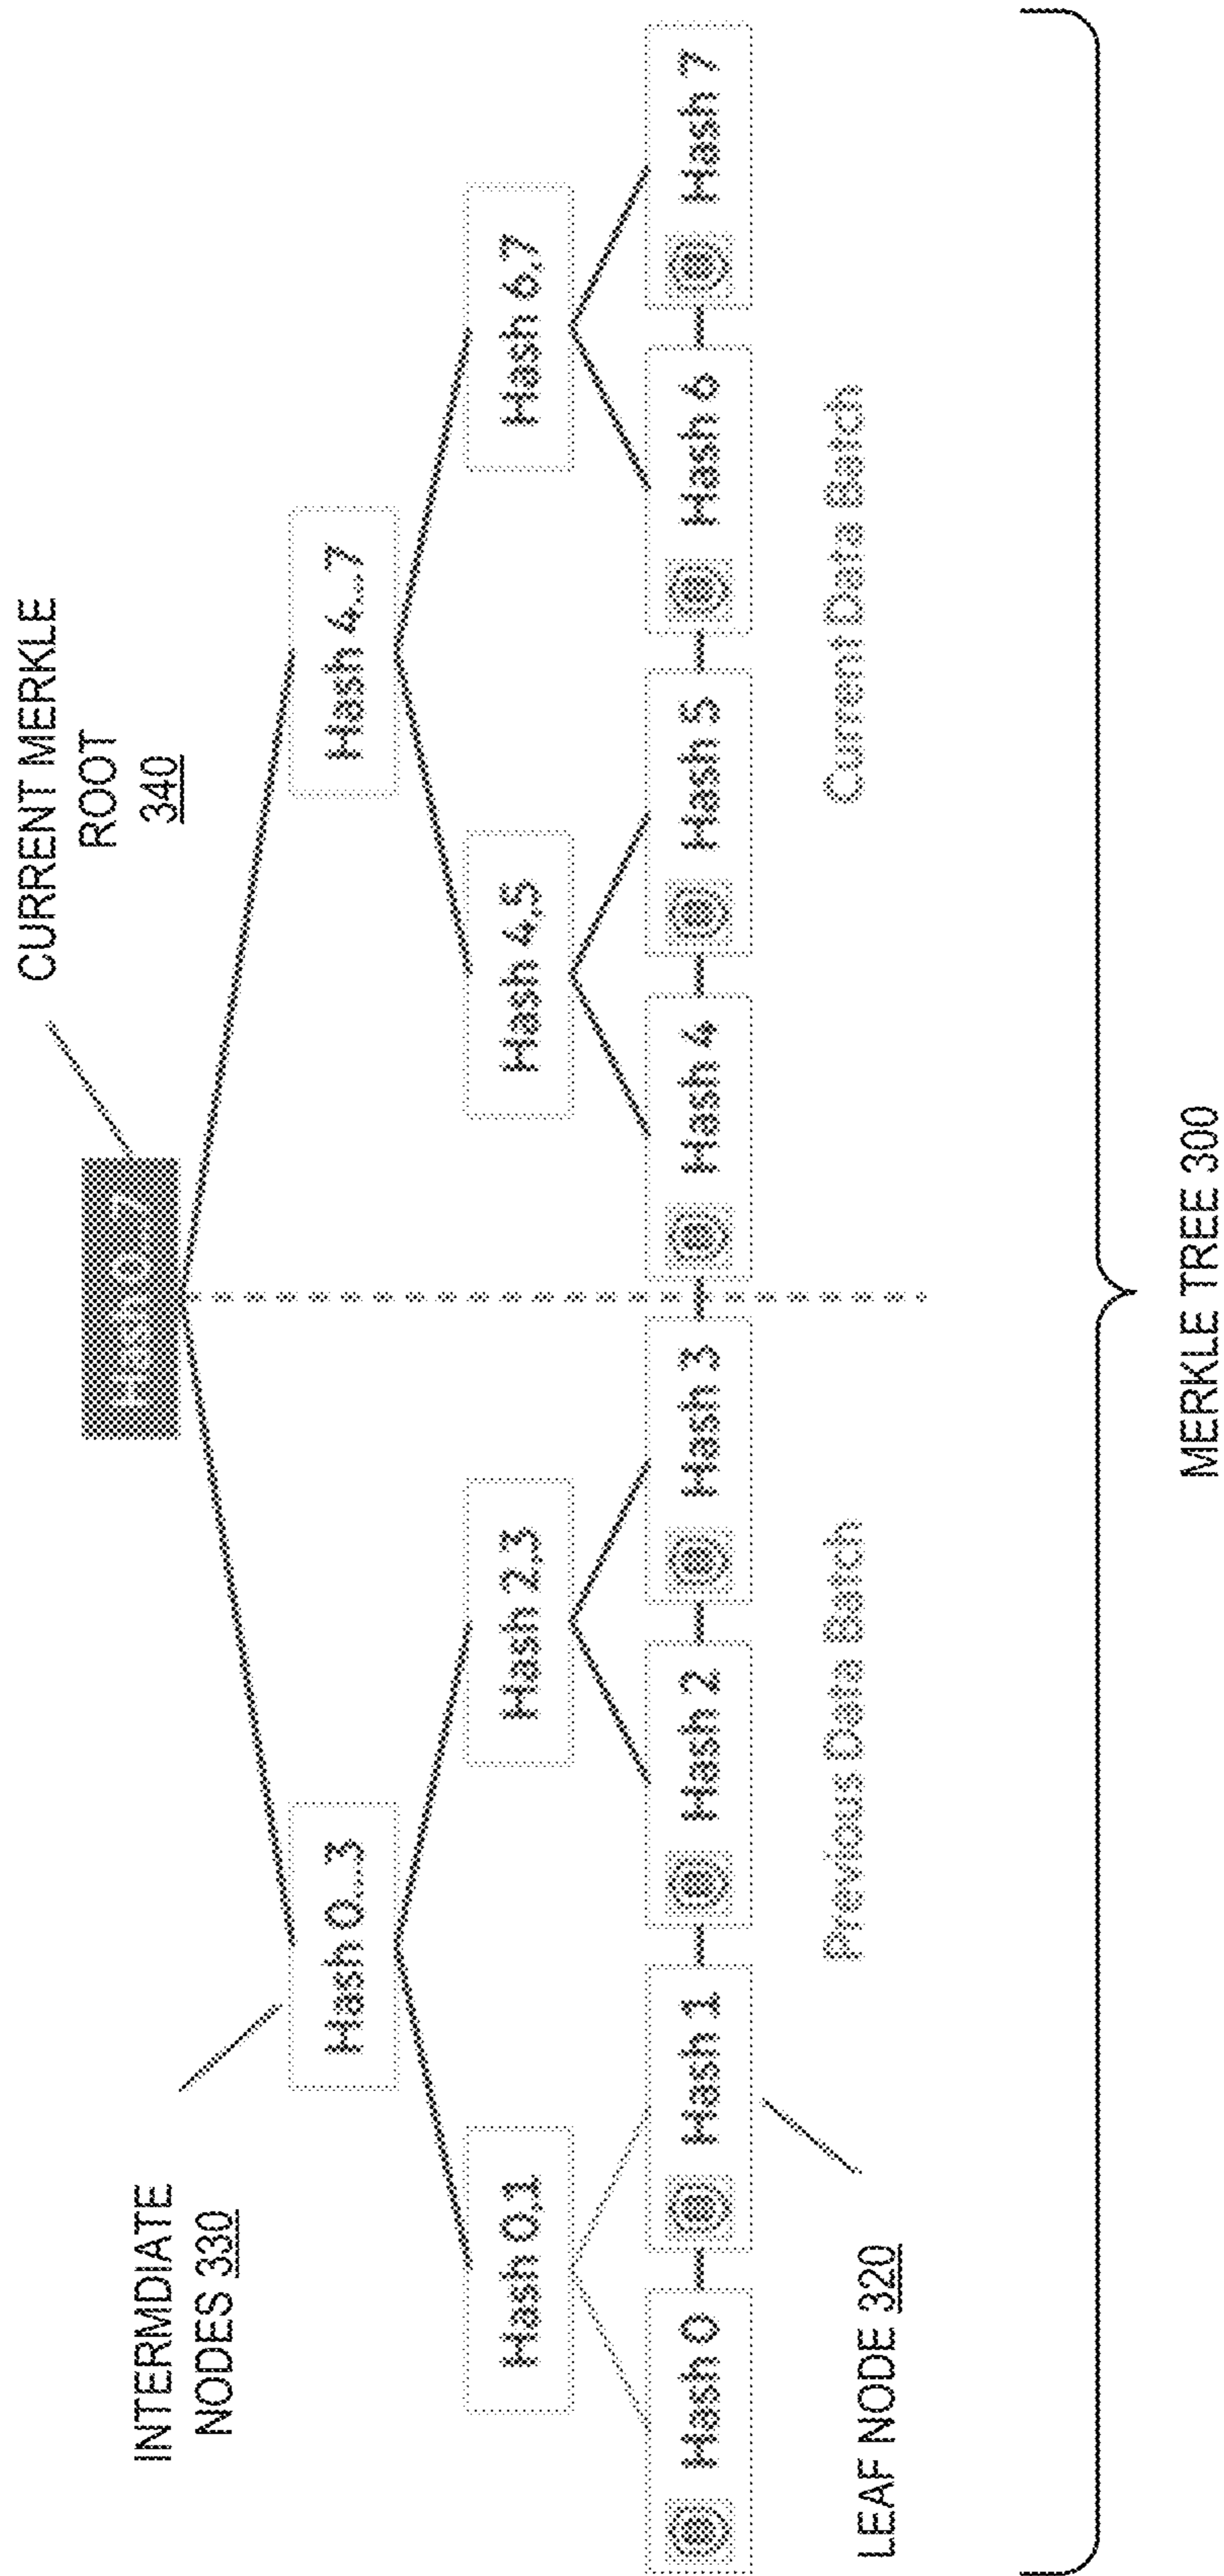 CURRENT MERKLE
ROOT
340
INTERMDIATE
NODES 330
Hash 0...3
Hash 4...7
Hash 0,1
Hash 2,3
Hash 4,5
Hash 6,7
Hash 0
Hash 1
Hash 2
Hash 3
Hash 4
Hash 5
Hash 6
Hash 7
LEAF NODE 320
Previous Data Batch
Current Data Batch
MERKLE TREE 300